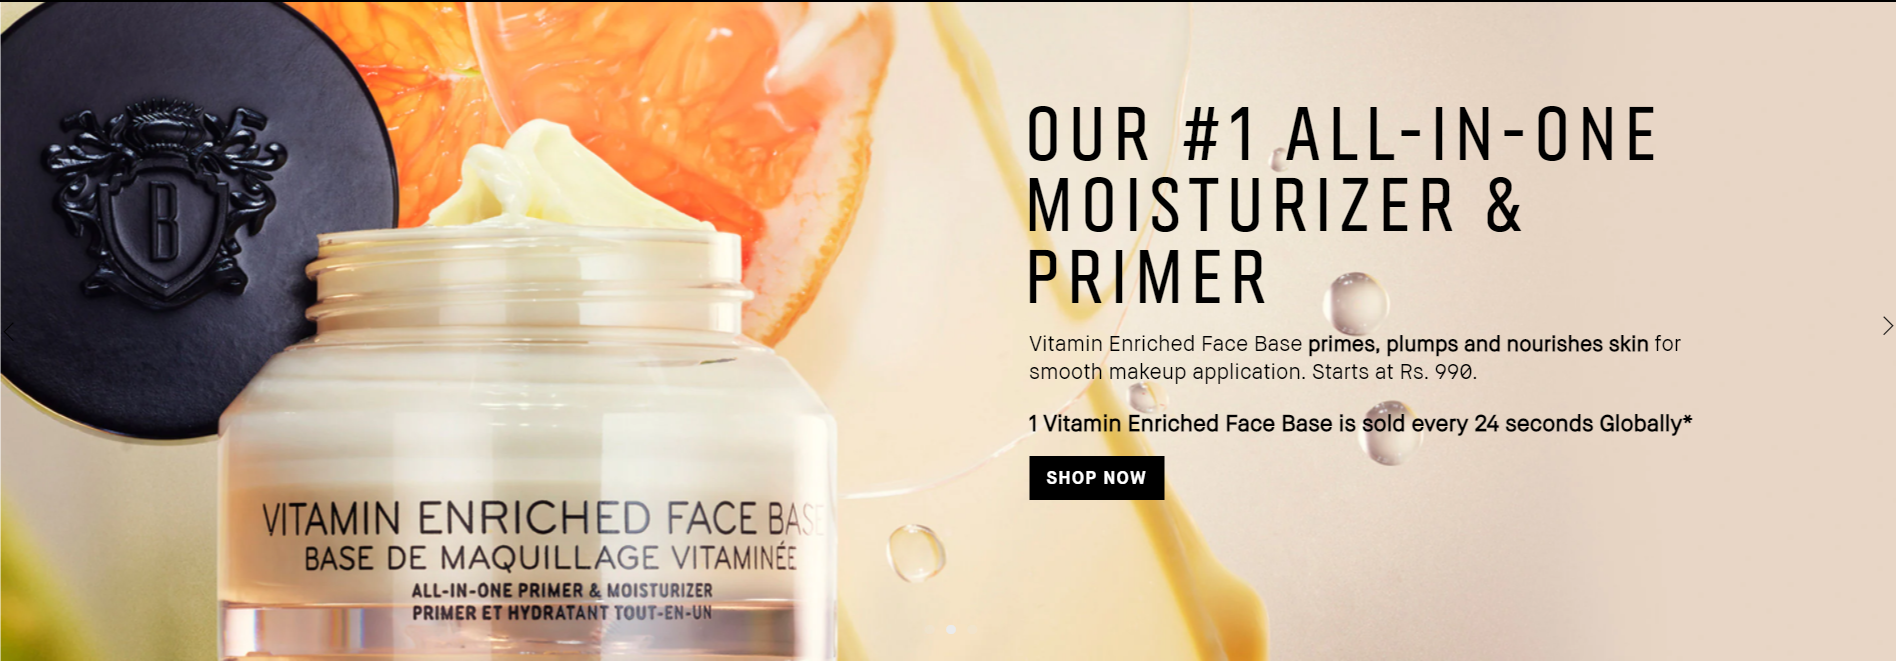 B
VITAMIN ENRICHED FACE BASE
BASE DE MAQUILLAGE VITAMINÉE
ALL-IN-ONE PRIMER & MOISTURIZER
PRIMER ET HYDRATANT TOUT-EN-UN
OUR #1 ALL-IN-ONE
MOISTURIZER &
PRIMER
Vitamin Enriched Face Base primes, plumps and nourishes skin for
smooth makeup application. Starts at Rs. 990.
1 Vitamin Enriched Face Base is sold every 24 seconds Globally*
SHOP NOW